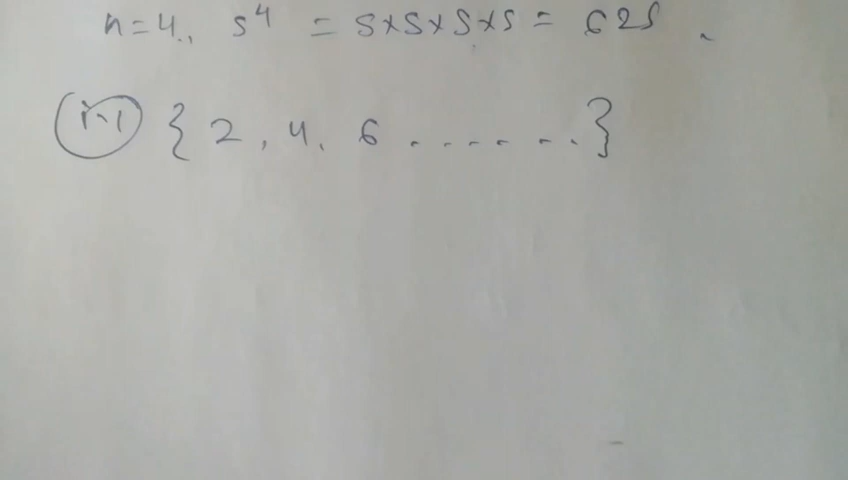 n=4., 5⁴ = 5×5×5×5 = 625.
(iv) { 2, 4, 6 ....... }